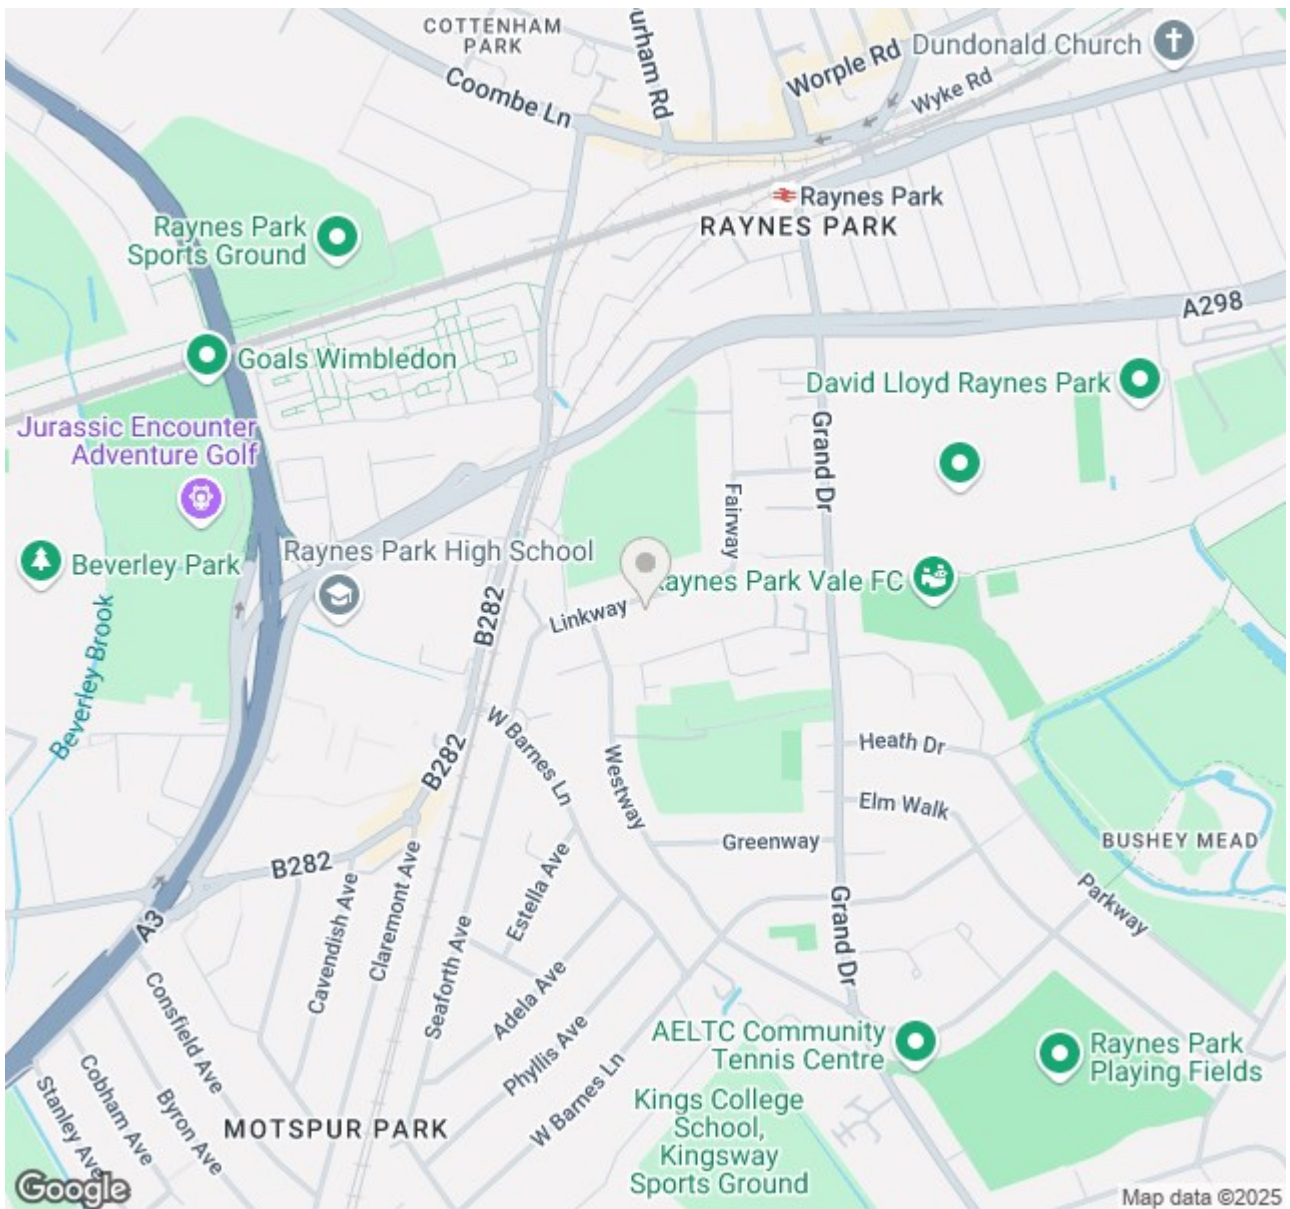 COTTENHAM
PARK
urham Rd
Dundonald Church
Worple Rd
Coombe Ln
Wyke Rd
Raynes Park
RAYNES PARK
Raynes Park
Sports Ground
A298
Goals Wimbledon
David Lloyd Raynes Park
Jurassic Encounter
Adventure Golf
Grand Dr
Fairway
Beverley Park
Raynes Park High School
aynes Park Vale FC
Linkway
B282
Beverley Brook
W Barnes Ln
Heath Dr
B282
Westway
Elm Walk
Greenway
BUSHEY MEAD
B282
Parkway
Estella Ave
Claremont Ave
Cavendish Ave
Grand Dr
A3
Seaforth Ave
Adela Ave
Consfield Ave
Phyllis Ave
AELTC Community
Tennis Centre
Raynes Park
Playing Fields
Cobham Ave
Stanley Ave
Byron Ave
W Barnes Ln
MOTSPUR PARK
Kings College
School,
Kingsway
Sports Ground
Google
Map data ©2025